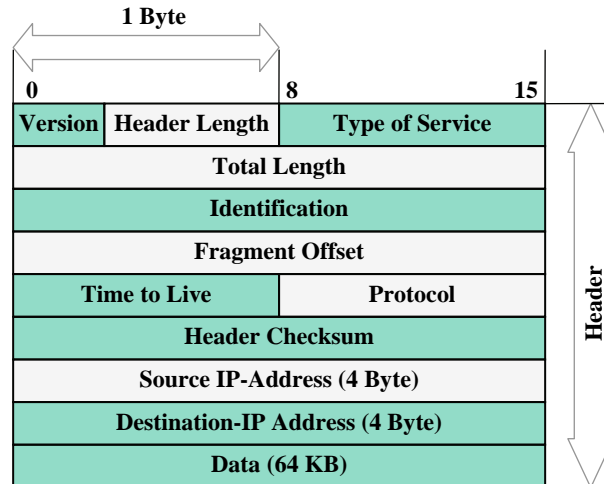 1 Byte
0 8 15
Version Header Length Type of Service
Total Length
Identification
Fragment Offset
Time to Live Protocol
Header Checksum
Source IP-Address (4 Byte)
Destination-IP Address (4 Byte)
Data (64 KB)
Header